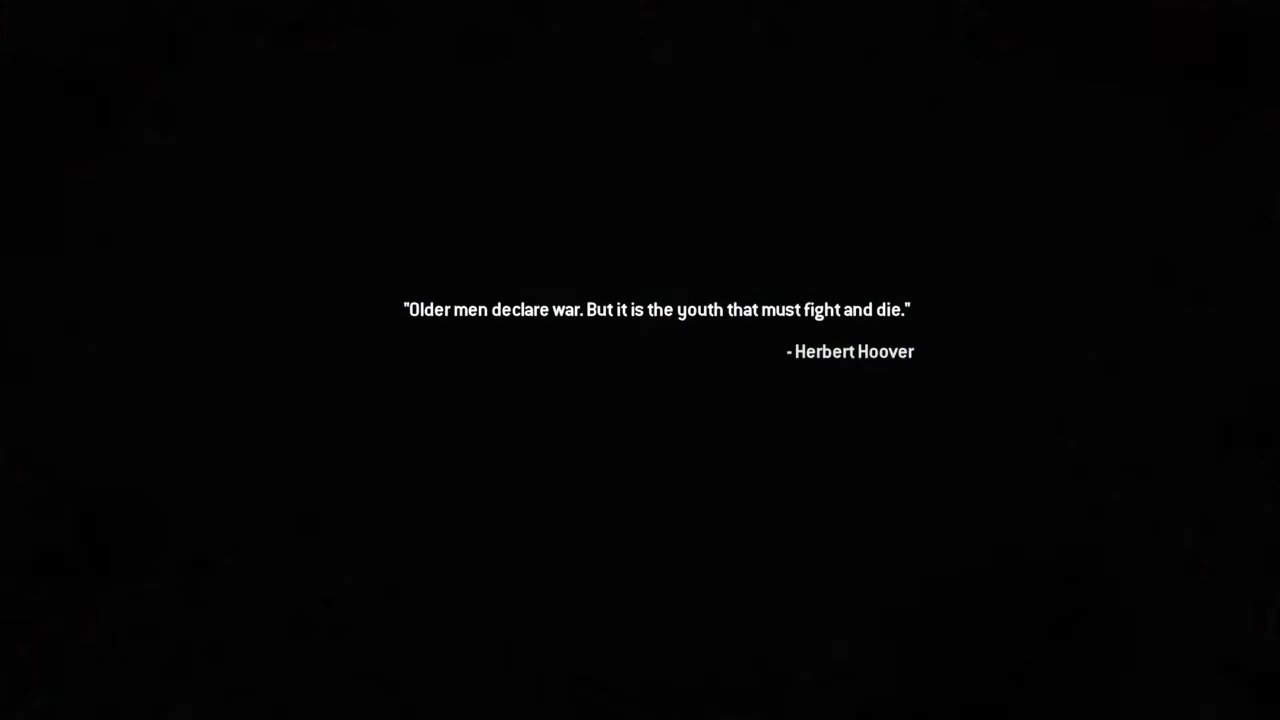 "Older men declare war. But it is the youth that must fight and die."
- Herbert Hoover